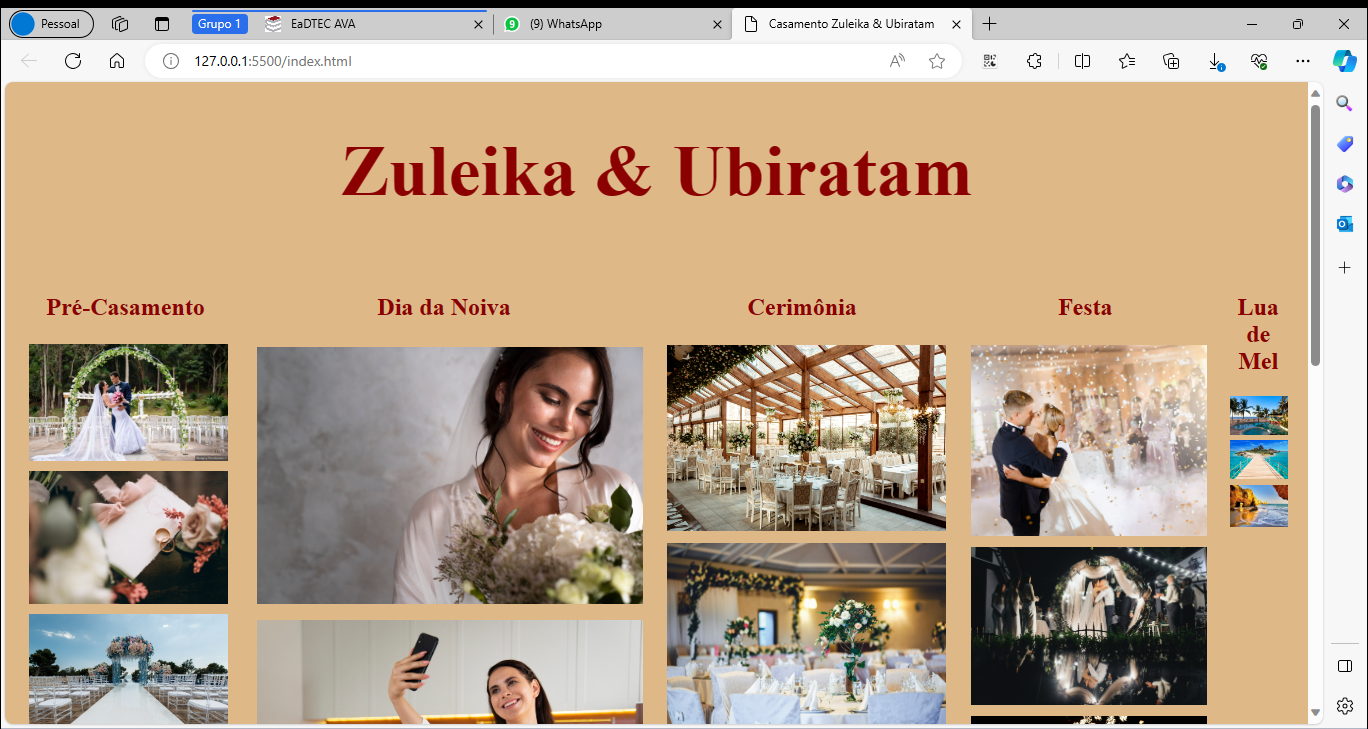 Pessoal
Grupo 1
EaDTEC AVA
9
(9) WhatsApp
Casamento Zuleika & Ubiratam
127.0.0.1:5500/index.html
Zuleika & Ubiratam
Pré-Casamento
Dia da Noiva
Cerimônia
Festa
Lua
de
Mel